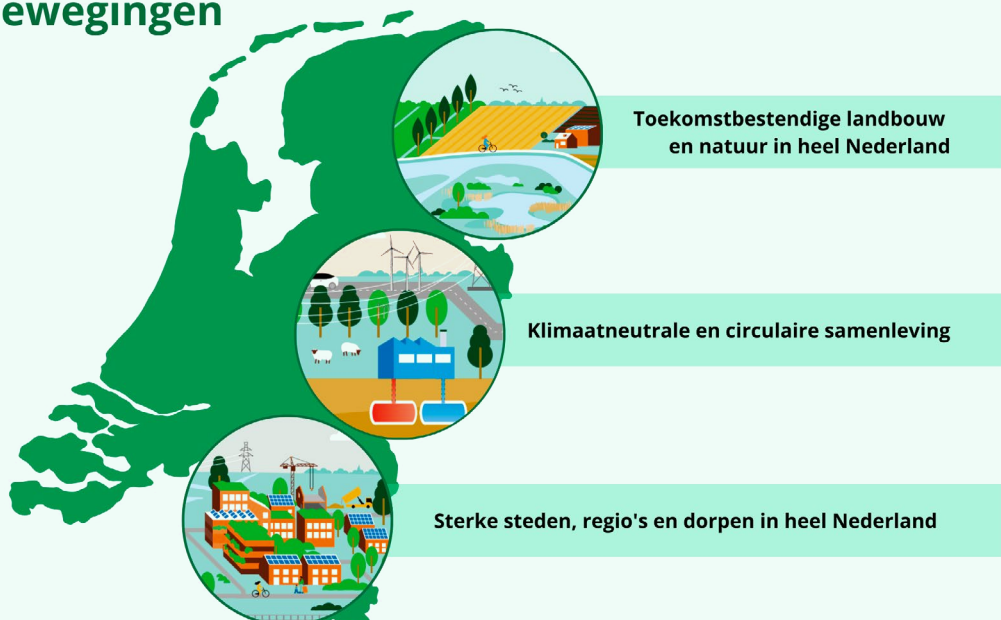 ewegingen
Toekomstbestendige landbouw
en natuur in heel Nederland
Klimaatneutrale en circulaire samenleving
Sterke steden, regio's en dorpen in heel Nederland